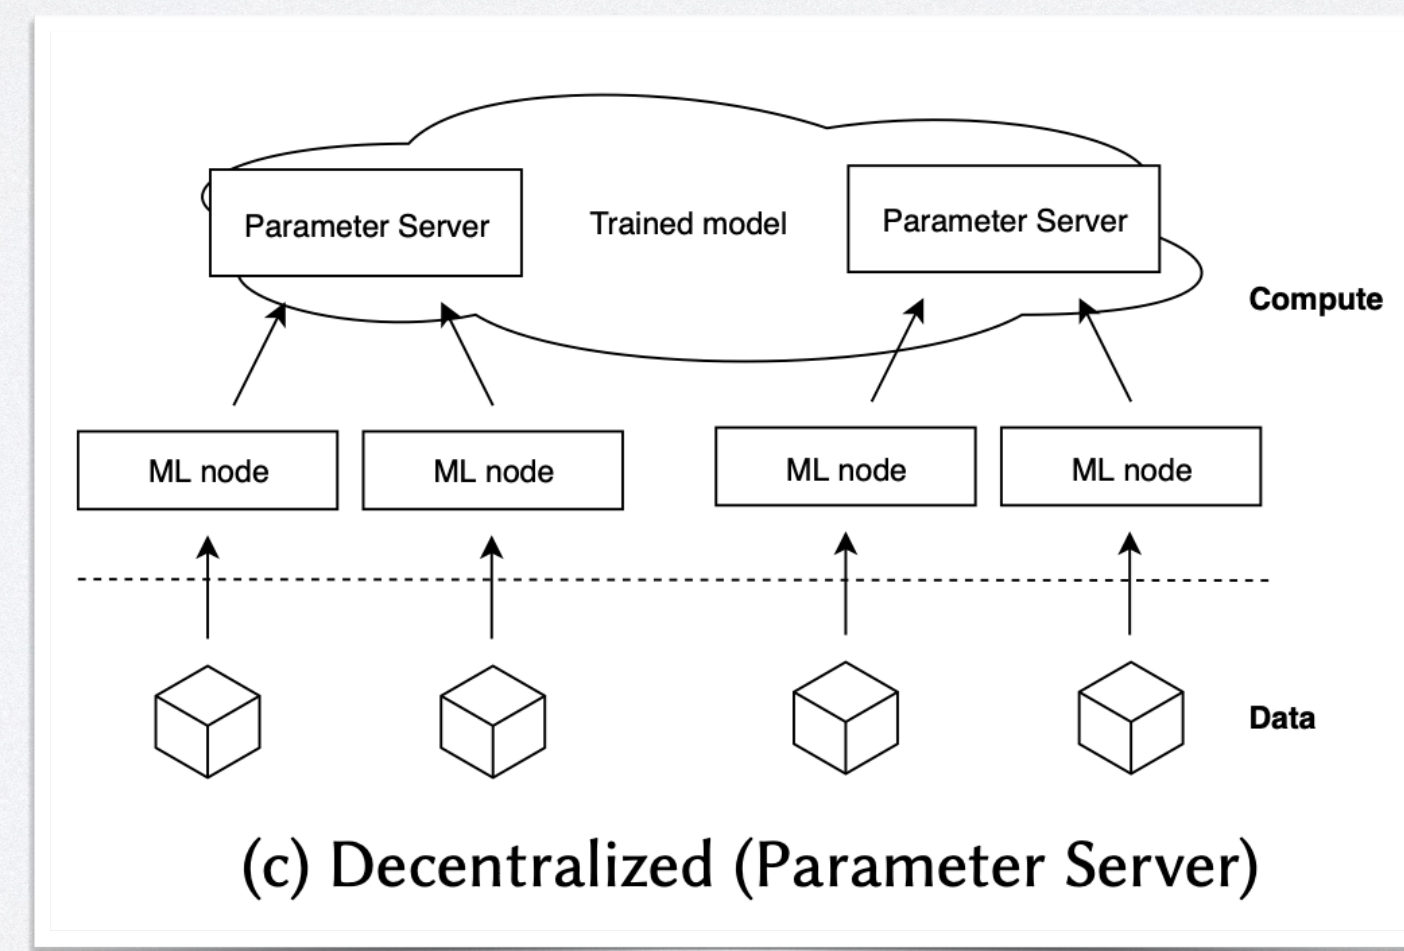 Parameter Server
Trained model
Parameter Server
Compute
ML node
ML node
ML node
ML node
Data
(c) Decentralized (Parameter Server)